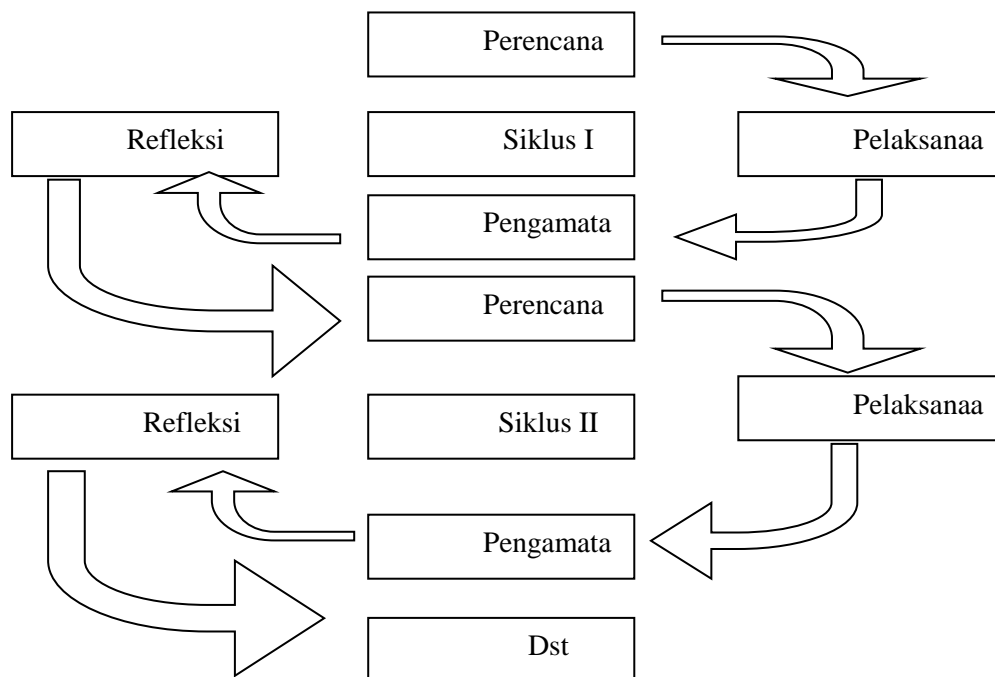 Perencana
Refleksi
Siklus I
Pelaksanaa
Pengamata
Perencana
Pelaksanaa
Refleksi
Siklus II
Pengamata
Dst